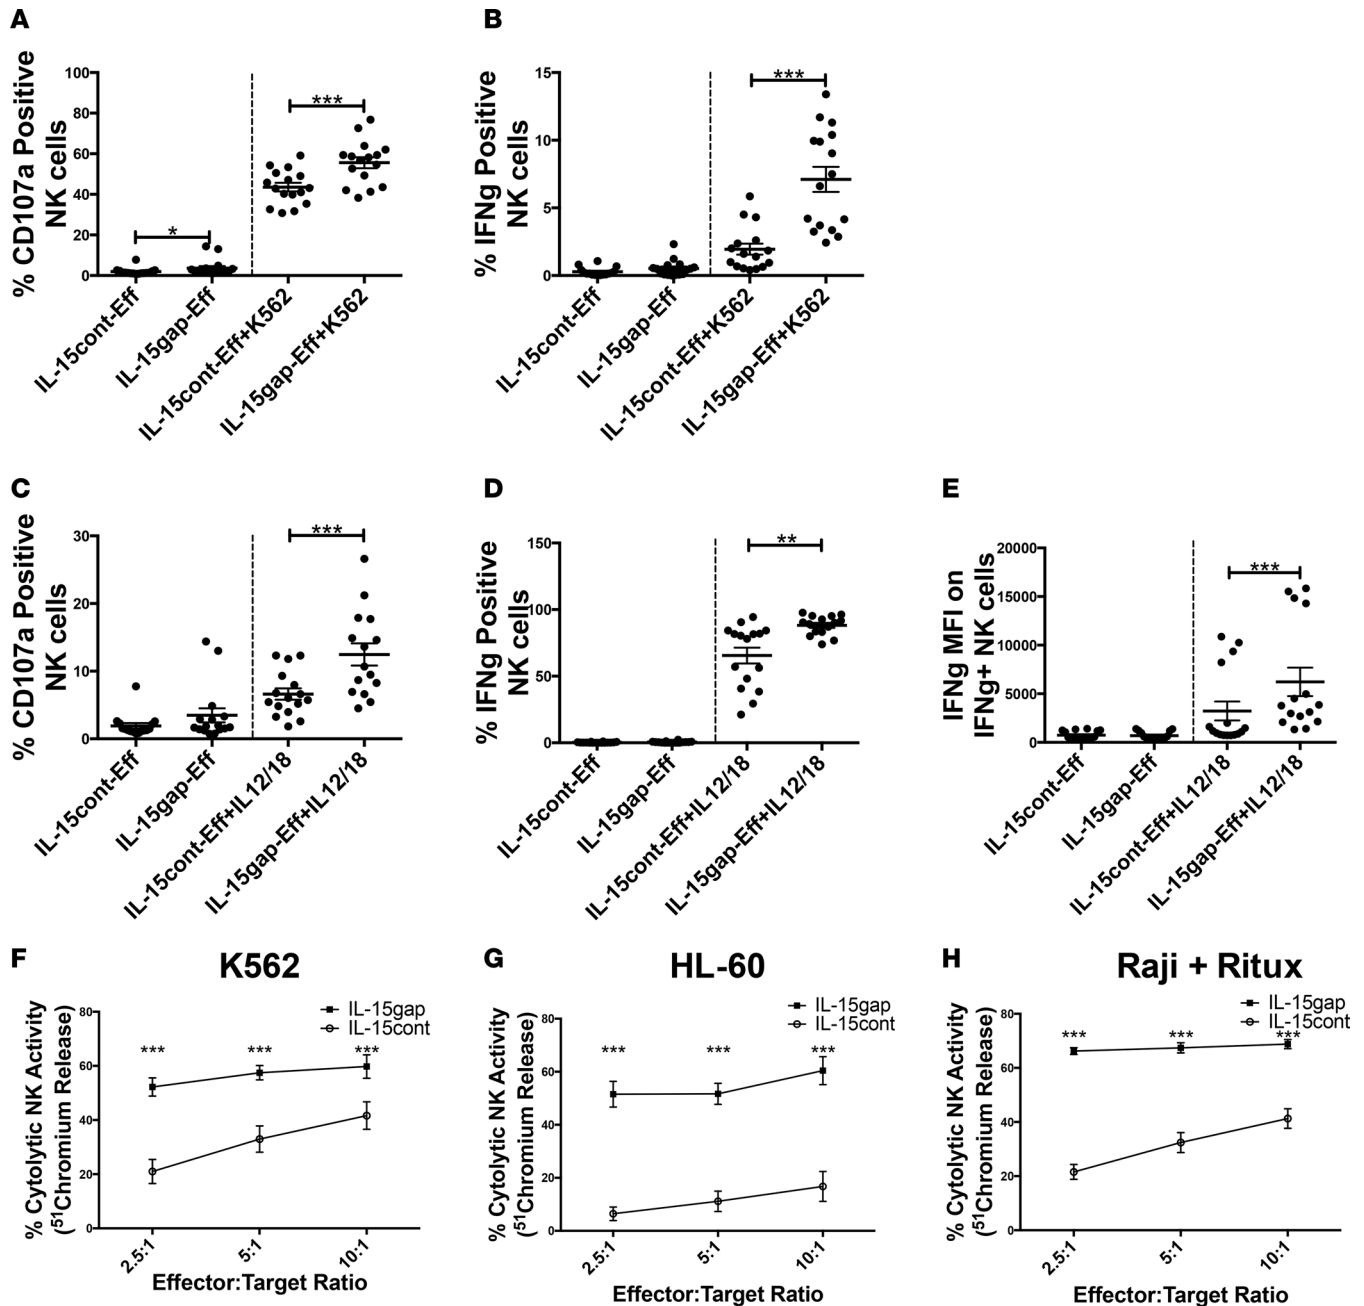 A
% CD107a Positive
NK cells
100
80
60
40
20
0
*
***
IL-15cont-Eff
IL-15gap-Eff
IL-15cont-Eff+K562
IL-15gap-Eff+K562
B
% IFNg Positive
NK cells
15
10
5
0
***
IL-15cont-Eff
IL-15gap-Eff
IL-15cont-Eff+K562
IL-15gap-Eff+K562
C
% CD107a Positive
NK cells
30
20
10
0
***
IL-15cont-Eff
IL-15gap-Eff
IL-15cont-Eff+IL12/18
IL-15gap-Eff+IL12/18
D
% IFNg Positive
NK cells
150
100
50
0
**
IL-15cont-Eff
IL-15gap-Eff
IL-15cont-Eff+IL12/18
IL-15gap-Eff+IL12/18
E
IFNg MFI on
IFNg+ NK cells
20000
15000
10000
5000
0
***
IL-15cont-Eff
IL-15gap-Eff
IL-15cont-Eff+IL12/18
IL-15gap-Eff+IL12/18
F
K562
% Cytolytic NK Activity
(⁵¹Chromium Release)
IL-15gap
IL-15cont
80
60
40
20
0
*** *** ***
2.5:1 5:1 10:1
Effector:Target Ratio
G
HL-60
% Cytolytic NK Activity
(⁵¹Chromium Release)
IL-15gap
IL-15cont
80
60
40
20
0
*** *** ***
2.5:1 5:1 10:1
Effector:Target Ratio
H
Raji + Ritux
% Cytolytic NK Activity
(⁵¹Chromium Release)
IL-15gap
IL-15cont
80
60
40
20
0
*** *** ***
2.5:1 5:1 10:1
Effector:Target Ratio